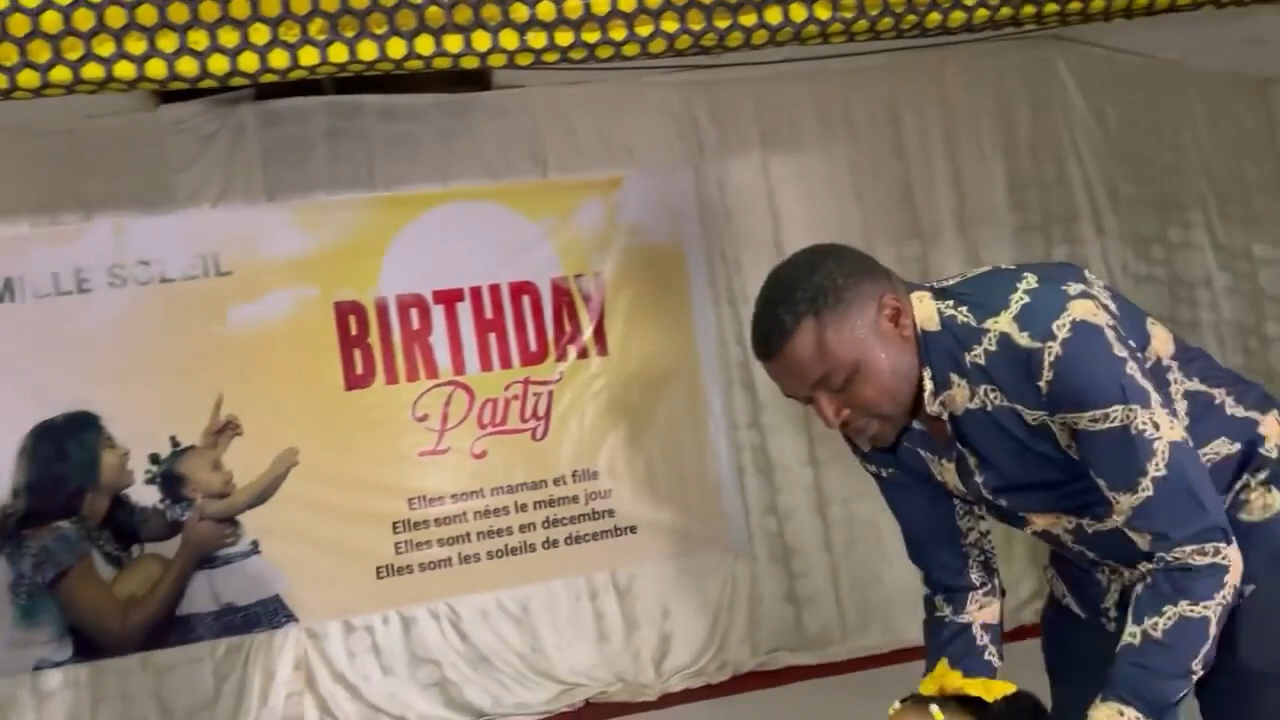 MILLE SOLEIL
BIRTHDAY
Party
Elles sont maman et fille
Elles sont nées le même jour
Elles sont nées en décembre
Elles sont les soleils de décembre